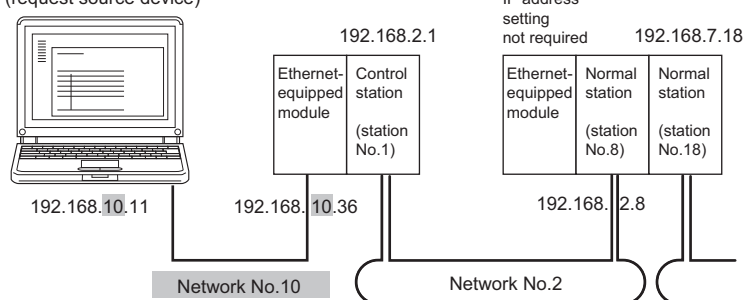 (request source device)
IP address
setting
not required
192.168.2.1
192.168.7.18
Ethernet-
equipped
module
Control
station
(station
No.1)
Ethernet-
equipped
module
Normal
station
(station
No.8)
Normal
station
(station
No.18)
192.168.10.11
192.168. 10.36
192.168. 2.8
Network No.10
Network No.2